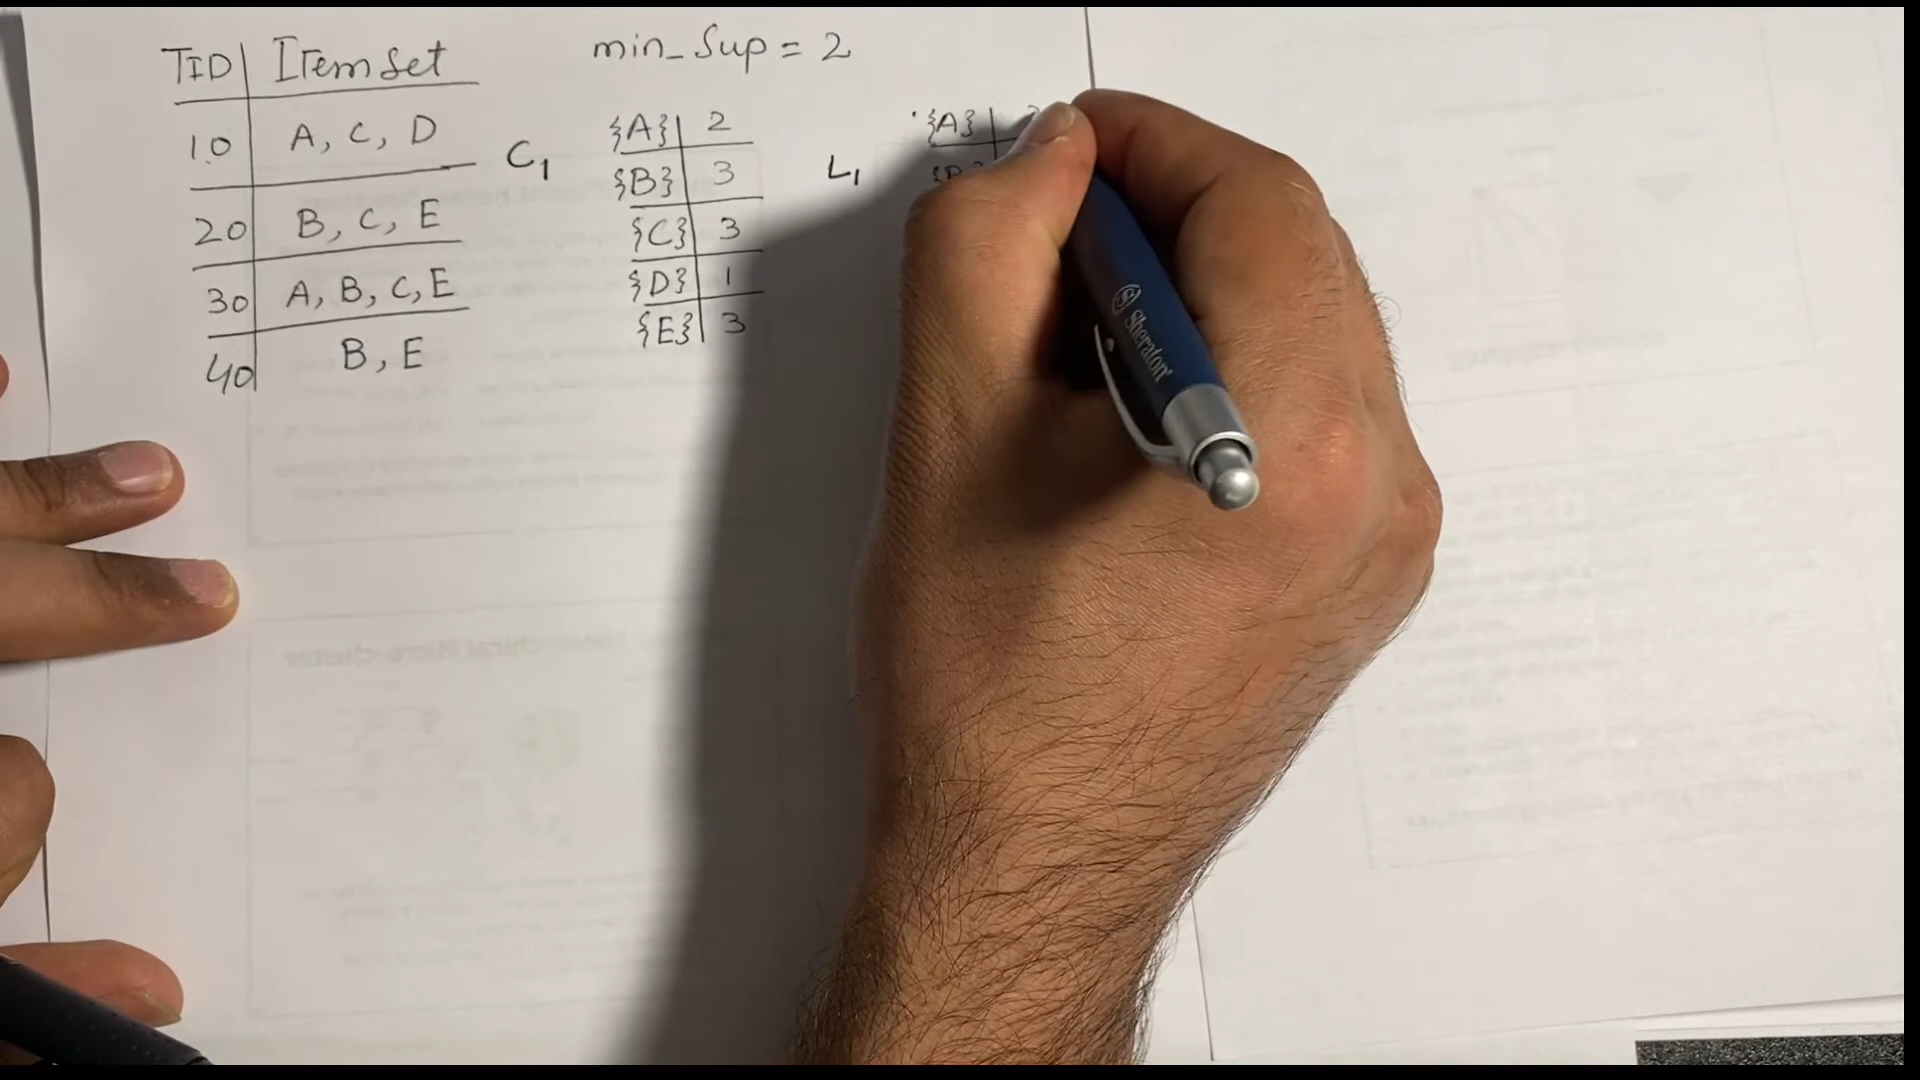 TID ITemSet
10 A, C, D
20 B, C, E
30 A, B, C, E
40 B, E
min_Sup = 2
C1
{A} 2
{B} 3
{C} 3
{D} 1
{E} 3
L1
{A}
{B}
Sheraton